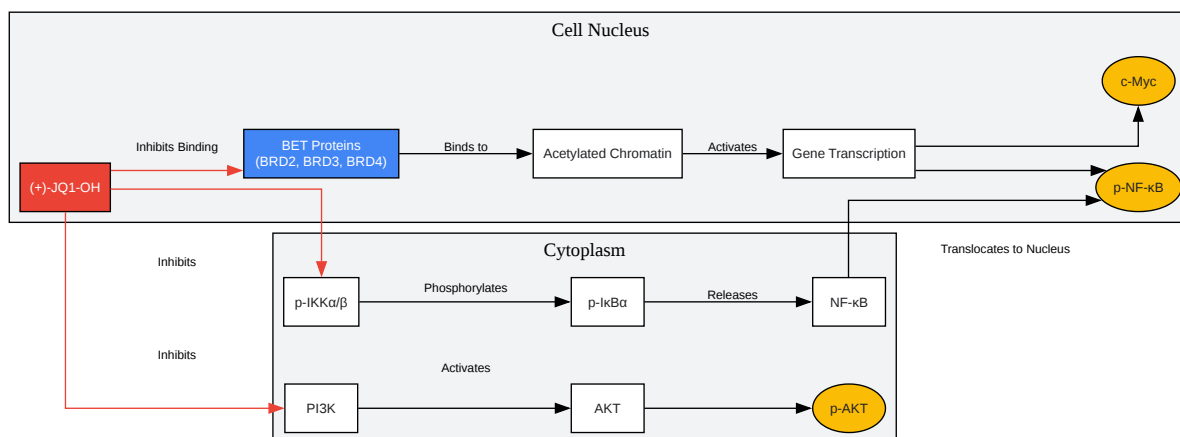 Cell Nucleus
c-Myc
Inhibits Binding
BET Proteins
(BRD2, BRD3, BRD4)
Binds to
Acetylated Chromatin
Activates
Gene Transcription
(+)-JQ1-OH
p-NF-κB
Cytoplasm
Translocates to Nucleus
Inhibits
p-IKKα/β
Phosphorylates
p-IκBα
Releases
NF-κB
Inhibits
Activates
PI3K
AKT
p-AKT